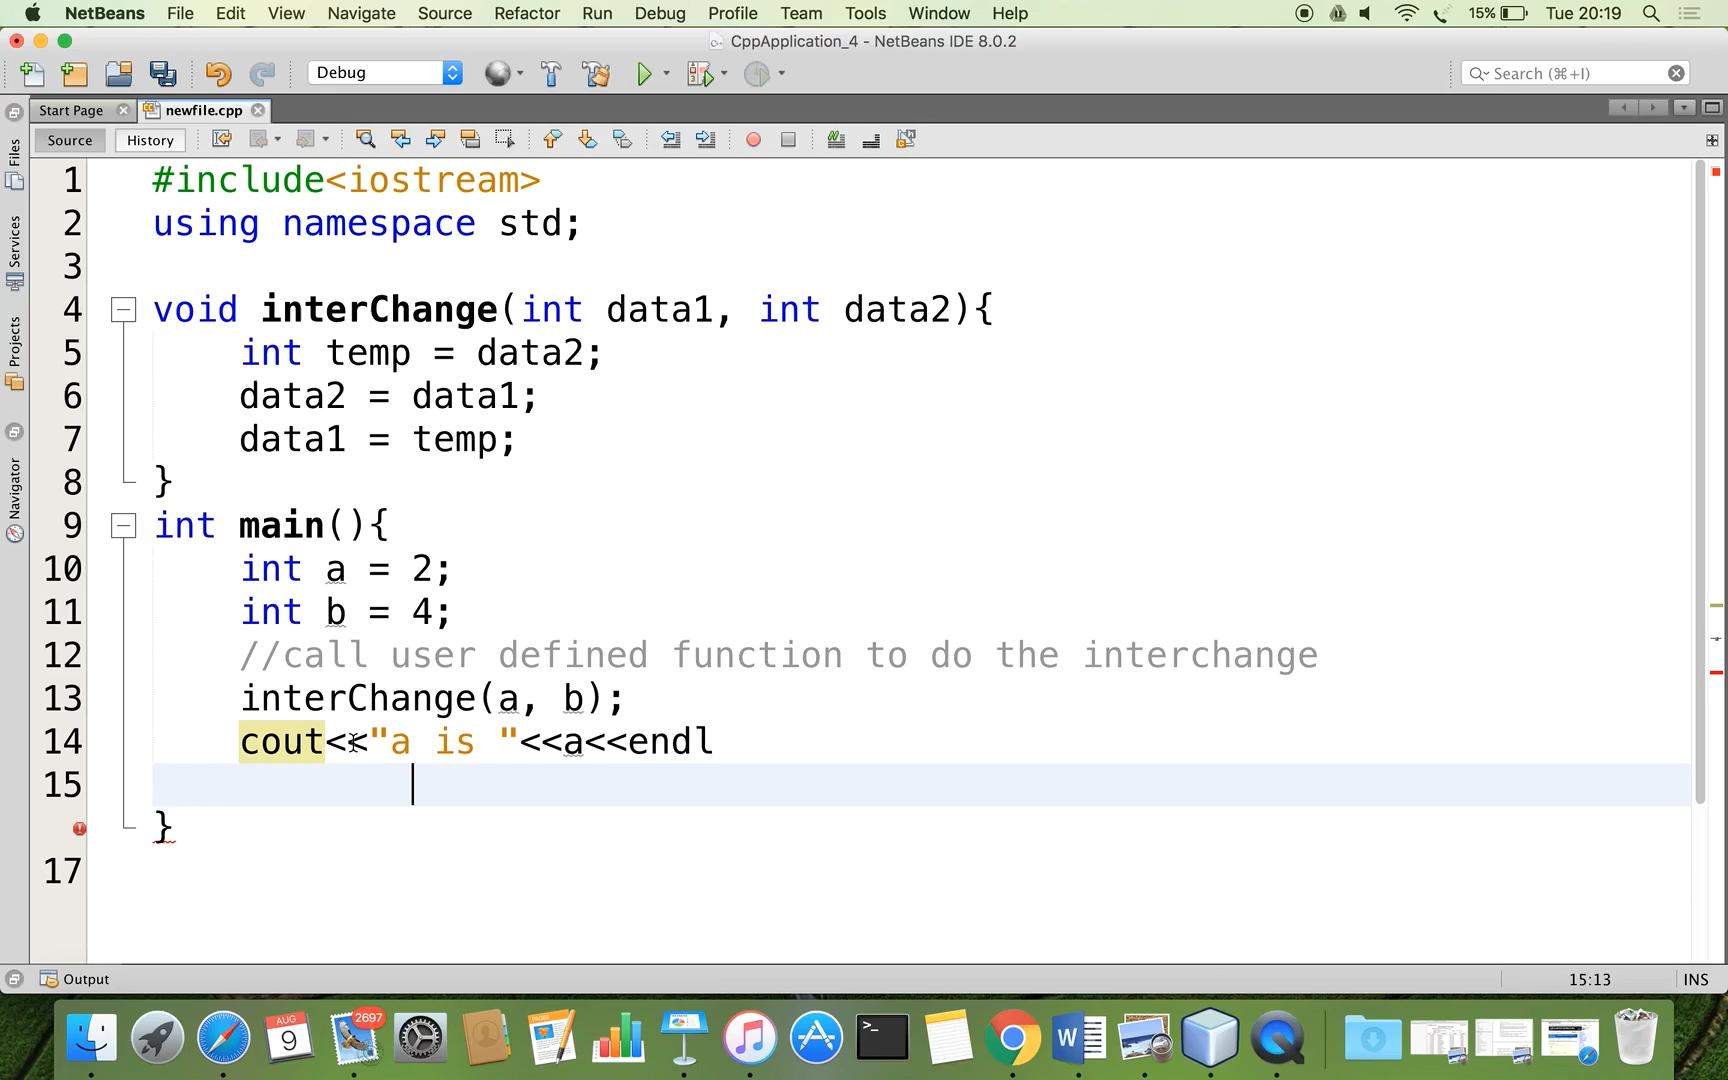 NetBeans File Edit View Navigate Source Refactor Run Debug Profile Team Tools Window Help 15% Tue 20:19
CppApplication_4 - NetBeans IDE 8.0.2
Debug Search (⌘+I)
Start Page newfile.cpp
Source History
Files
Services
Projects
Navigator
1 #include<iostream>
2 using namespace std;
3
4 void interChange(int data1, int data2){
5 int temp = data2;
6 data2 = data1;
7 data1 = temp;
8 }
9 int main(){
10 int a = 2;
11 int b = 4;
12 //call user defined function to do the interchange
13 interChange(a, b);
14 cout<<"a is "<<a<<endl
15
}
17
Output 15:13 INS
AUG
9
2697